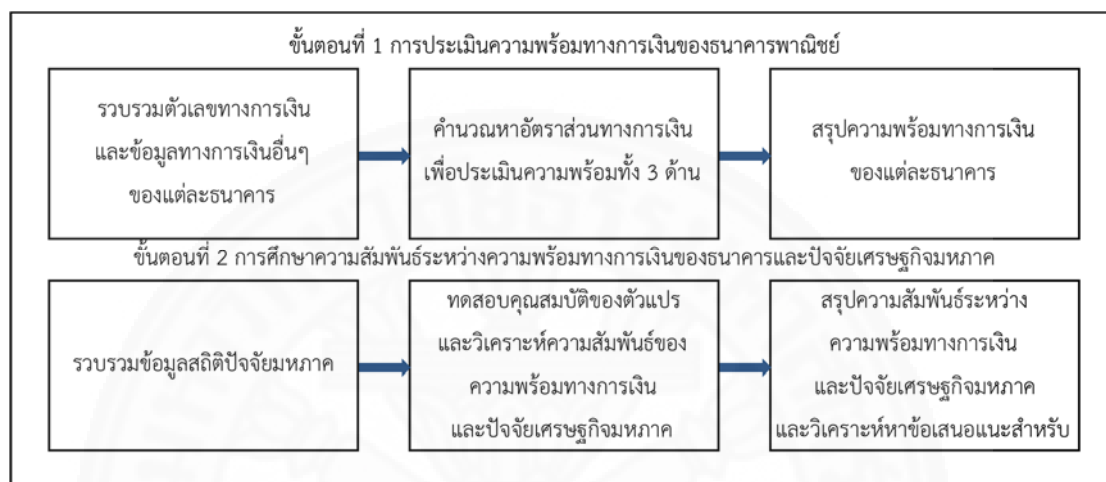 ขั้นตอนที่ 1 การประเมินความพร้อมทางการเงินของธนาคารพาณิชย์
รวบรวมตัวเลขทางการเงิน
และข้อมูลทางการเงินอื่นๆ
ของแต่ละธนาคาร
คำนวณหาอัตราส่วนทางการเงิน
เพื่อประเมินความพร้อมทั้ง 3 ด้าน
สรุปความพร้อมทางการเงิน
ของแต่ละธนาคาร
ขั้นตอนที่ 2 การศึกษาความสัมพันธ์ระหว่างความพร้อมทางการเงินของธนาคารและปัจจัยเศรษฐกิจมหภาค
รวบรวมข้อมูลสถิติปัจจัยมหภาค
ทดสอบคุณสมบัติของตัวแปร
และวิเคราะห์ความสัมพันธ์ของ
ความพร้อมทางการเงิน
และปัจจัยเศรษฐกิจมหภาค
สรุปความสัมพันธ์ระหว่าง
ความพร้อมทางการเงิน
และปัจจัยเศรษฐกิจมหภาค
และวิเคราะห์หาข้อเสนอแนะสำหรับ